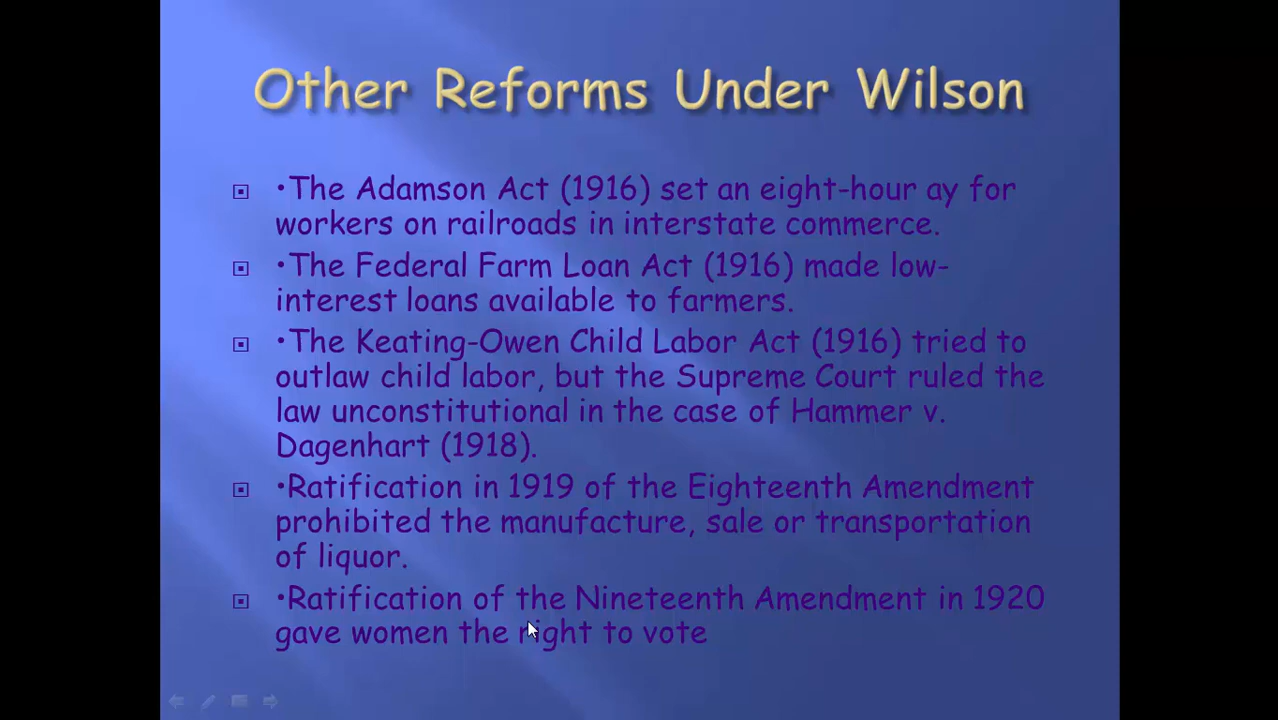 Other Reforms Under Wilson
•The Adamson Act (1916) set an eight-hour ay for
workers on railroads in interstate commerce.
•The Federal Farm Loan Act (1916) made low-
interest loans available to farmers.
•The Keating-Owen Child Labor Act (1916) tried to
outlaw child labor, but the Supreme Court ruled the
law unconstitutional in the case of Hammer v.
Dagenhart (1918).
•Ratification in 1919 of the Eighteenth Amendment
prohibited the manufacture, sale or transportation
of liquor.
•Ratification of the Nineteenth Amendment in 1920
gave women the right to vote